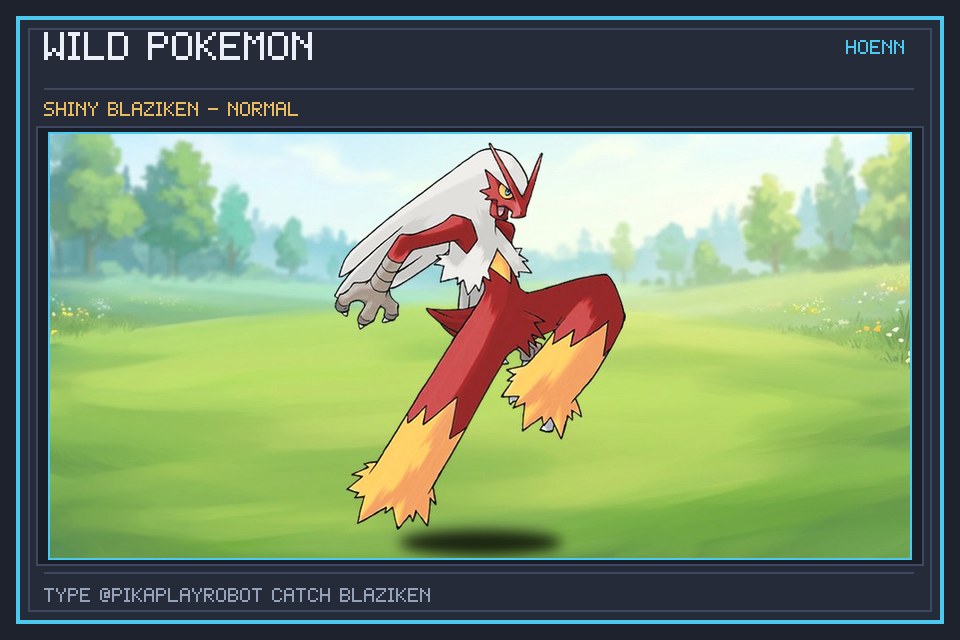 WILD POKEMON
HOENN
SHINY BLAZIKEN - NORMAL
TYPE @PIKAPLAYROBOT CATCH BLAZIKEN